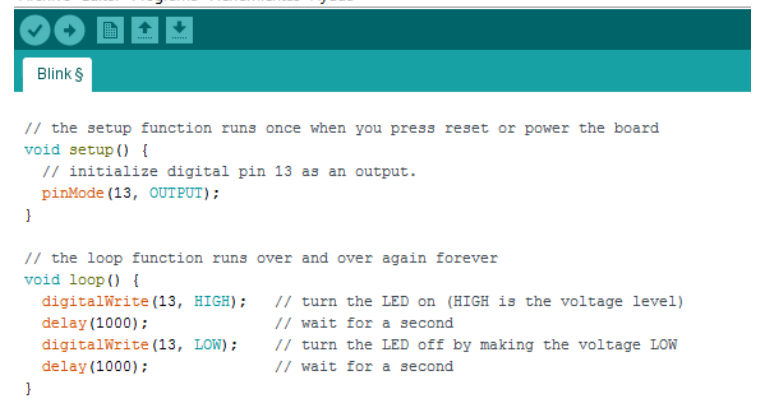 Blink §
// the setup function runs once when you press reset or power the board
void setup() {
  // initialize digital pin 13 as an output.
  pinMode(13, OUTPUT);
}
// the loop function runs over and over again forever
void loop() {
  digitalWrite(13, HIGH);   // turn the LED on (HIGH is the voltage level)
  delay(1000);              // wait for a second
  digitalWrite(13, LOW);    // turn the LED off by making the voltage LOW
  delay(1000);              // wait for a second
}